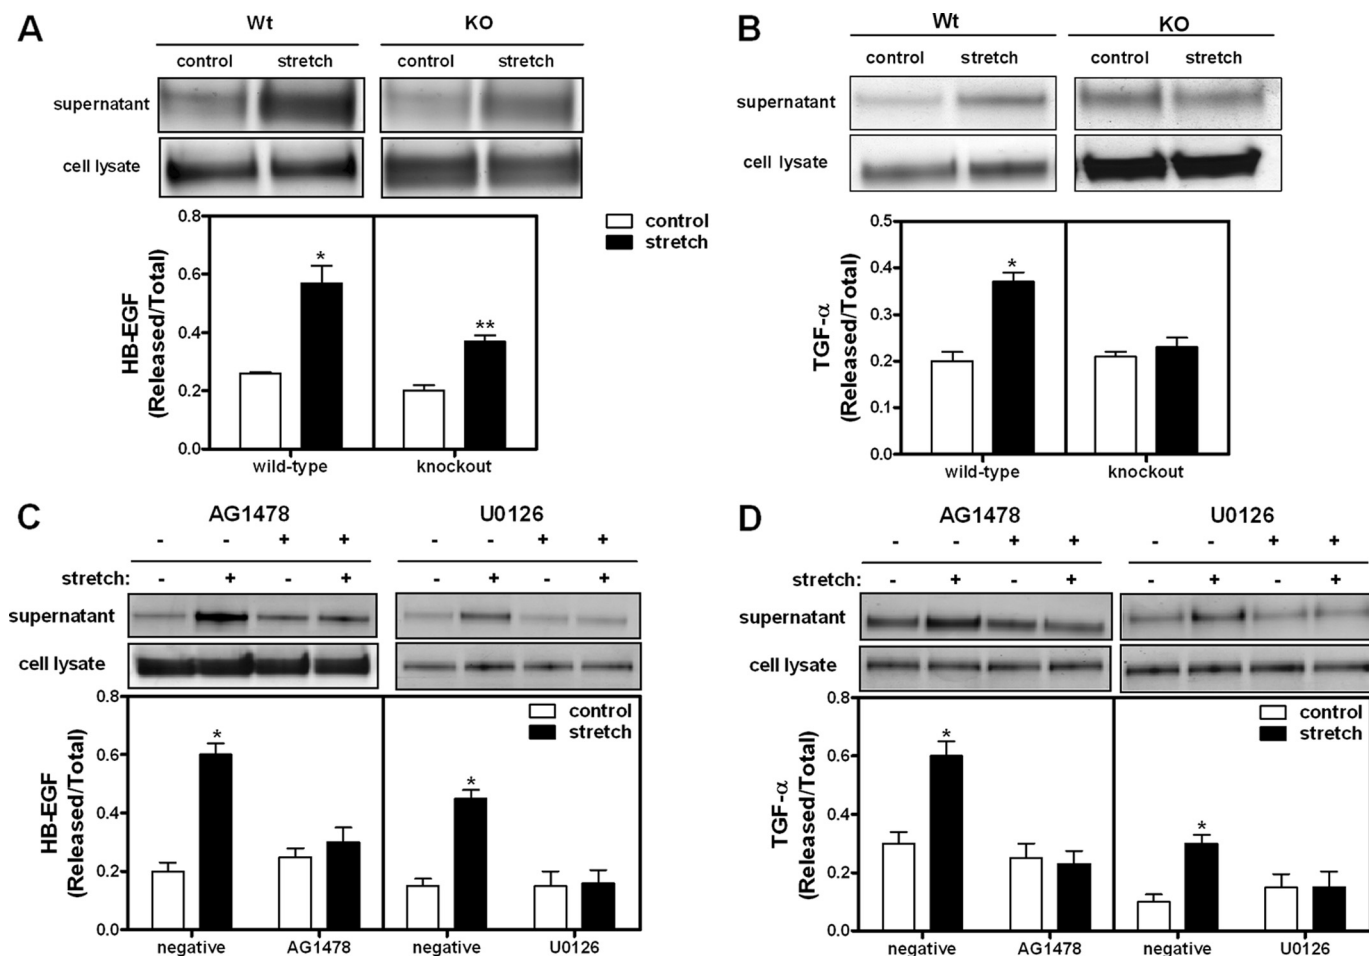 A
Wt KO
control stretch control stretch
supernatant
cell lysate
0.8
0.6
0.4
0.2
0.0
HB-EGF
(Released/Total)
* **
wild-type knockout
control
stretch
B
Wt KO
control stretch control stretch
supernatant
cell lysate
0.5
0.4
0.3
0.2
0.1
0.0
TGF-α
(Released/Total)
*
wild-type knockout
C
AG1478 U0126
- - + + - - + +
stretch: - + - + - + - +
supernatant
cell lysate
0.8
0.6
0.4
0.2
0.0
HB-EGF
(Released/Total)
* *
control
stretch
negative AG1478 negative U0126
D
AG1478 U0126
- - + + - - + +
stretch: - + - + - + - +
supernatant
cell lysate
0.8
0.6
0.4
0.2
0.0
TGF-α
(Released/Total)
* *
control
stretch
negative AG1478 negative U0126